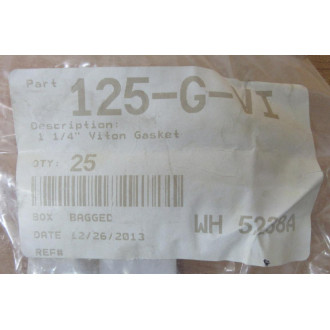 Part 125-G-VI
Description:
1 1/4" Viton Gasket
QTY: 25
BOX: BAGGED
WH 5238A
DATE 12/26/2013
REF#